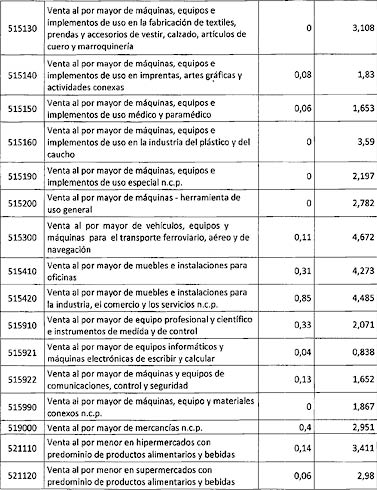 Venta al por mayor de máquinas, equipos e
515130 implementos de uso en la fabricación de textiles, 0 3,108
prendas y accesorios de vestir, calzado, artículos de
cuero y marroquinería
Venta al por mayor de máquinas, equipos e
515140 implementos de uso en imprentas, artes gráficas y 0,08 1,83
actividades conexas
515150 Venta al por mayor de máquinas, equipos e 0,06 1,653
implementos de uso médico y paramédico
Venta al por mayor de máquinas, equipos e
515160 implementos de uso en la industria del plástico y del 0 3,59
caucho
515190 Venta al por mayor de máquinas, equipos e 0 2,197
implementos de uso especial n.c.p.
515200 Venta al por mayor de máquinas - herramienta de 0 2,782
uso general
Venta al por mayor de vehículos, equipos y
515300 máquinas para el transporte ferroviario, aéreo y de 0,11 4,672
navegación
515410 Venta al por mayor de muebles e instalaciones para 0,31 4,273
oficinas
515420 Venta al por mayor de muebles e instalaciones para 0,85 4,485
la industria, el comercio y los servicios n.c.p.
515910 Venta al por mayor de equipo profesional y científico 0,33 2,071
e instrumentos de medida y de control
515921 Venta al por mayor de equipos informáticos y 0,04 0,838
máquinas electrónicas de escribir y calcular
515922 Venta al por mayor de máquinas y equipos de 0,13 1,652
comunicaciones, control y seguridad
515990 Venta al por mayor de máquinas, equipo y materiales 0 1,867
conexos n.c.p.
519000 Venta al por mayor de mercancías n.c.p. 0,4 2,951
521110 Venta al por menor en hipermercados con 0,14 3,411
predominio de productos alimentarios y bebidas
521120 Venta al por menor en supermercados con 0,06 2,98
predominio de productos alimentarios y bebidas